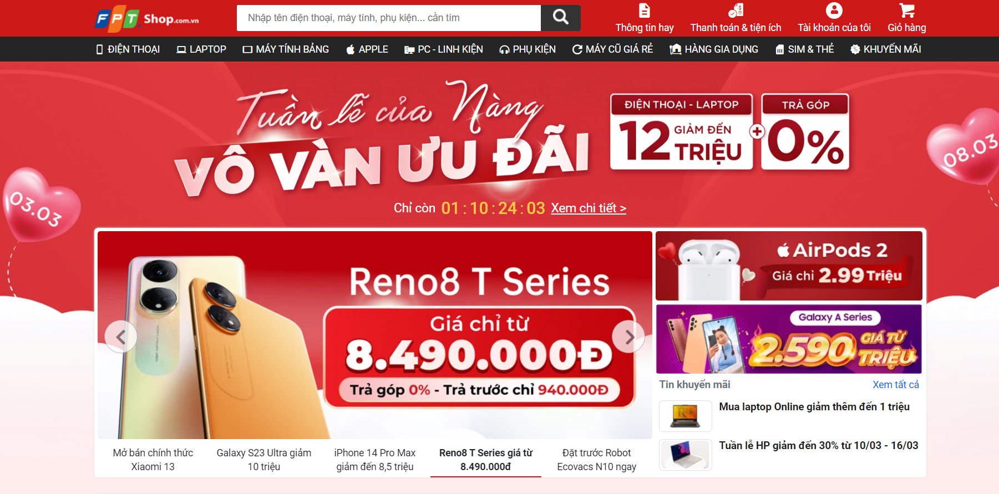 FPT Shop.com.vn
Nhập tên điện thoại, máy tính, phụ kiện... cần tìm
Thông tin hay
Thanh toán & tiện ích
Tài khoản của tôi
Giỏ hàng
ĐIỆN THOẠI
LAPTOP
MÁY TÍNH BẢNG
APPLE
PC - LINH KIỆN
PHỤ KIỆN
MÁY CŨ GIÁ RẺ
HÀNG GIA DỤNG
SIM & THẺ
KHUYẾN MÃI
Tuần lễ của Nàng
VÔ VÀN ƯU ĐÃI
ĐIỆN THOẠI - LAPTOP
12 GIẢM ĐẾN
TRIỆU
+
TRẢ GÓP
0%
03.03
08.03
Chỉ còn 01 : 10 : 24 : 03 Xem chi tiết >
Reno8 T Series
Giá chỉ từ
8.490.000Đ
Trả góp 0% - Trả trước chỉ 940.000Đ
AirPods 2
Giá chỉ 2.99 Triệu
Galaxy A Series
2.590 GIÁ TỪ
TRIỆU
Tin khuyến mãi
Xem tất cả
Mua laptop Online giảm thêm đến 1 triệu
Tuần lễ HP giảm đến 30% từ 10/03 - 16/03
Mở bán chính thức
Xiaomi 13
Galaxy S23 Ultra giảm
10 triệu
iPhone 14 Pro Max
giảm đến 8,5 triệu
Reno8 T Series giá từ
8.490.000đ
Đặt trước Robot
Ecovacs N10 ngay